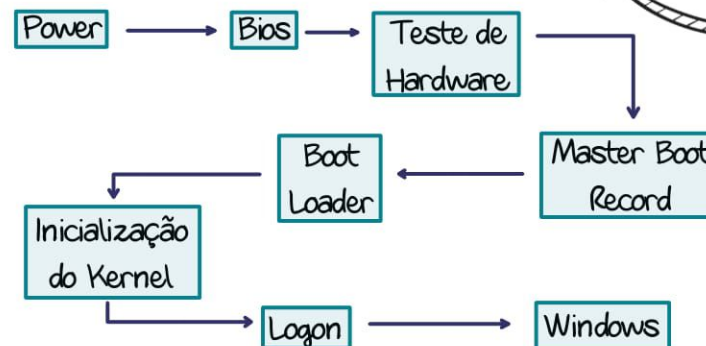 Power
Bios
Teste de
Hardware
Master Boot
Record
Boot
Loader
Inicialização
do Kernel
Logon
Windows